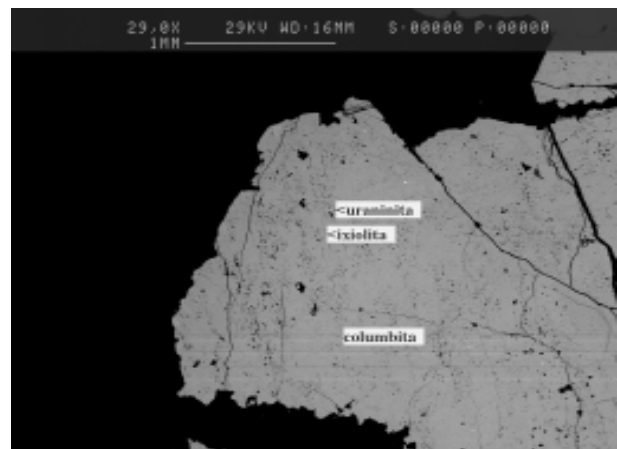 29,0X 29KV WD:16MM S:00000 P:00000
1MM
<uraninita
<ixiolita
columbita